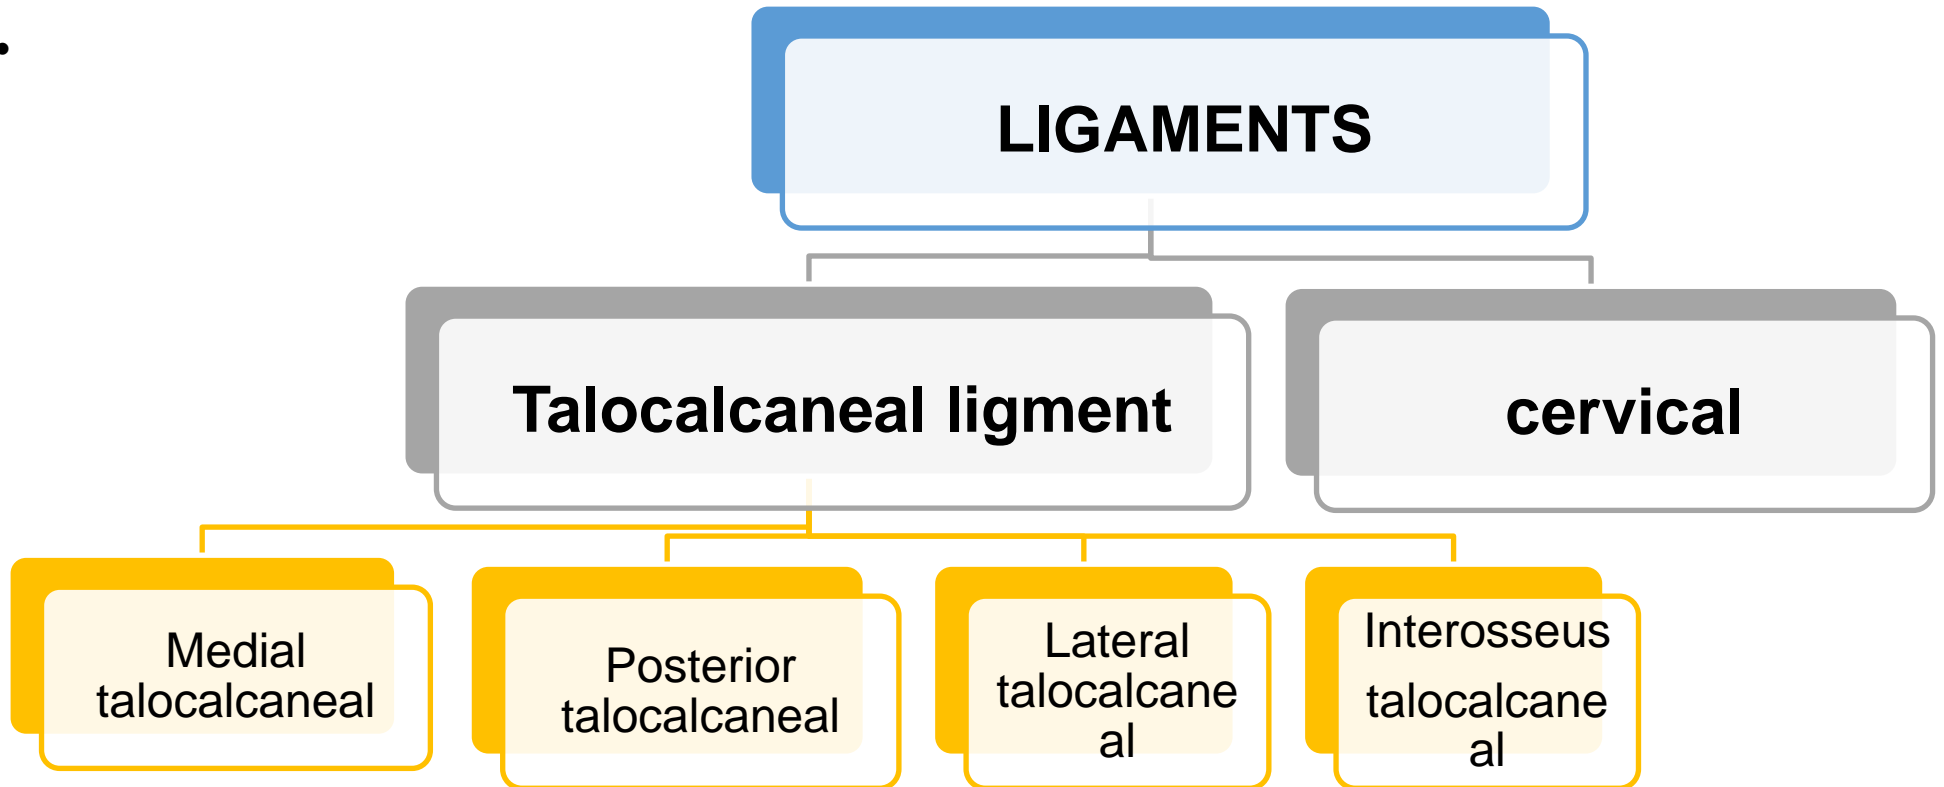 •
LIGAMENTS
Talocalcaneal ligment
cervical
Medial
talocalcaneal
Posterior
talocalcaneal
Lateral
talocalcane
al
Interosseus
talocalcane
al